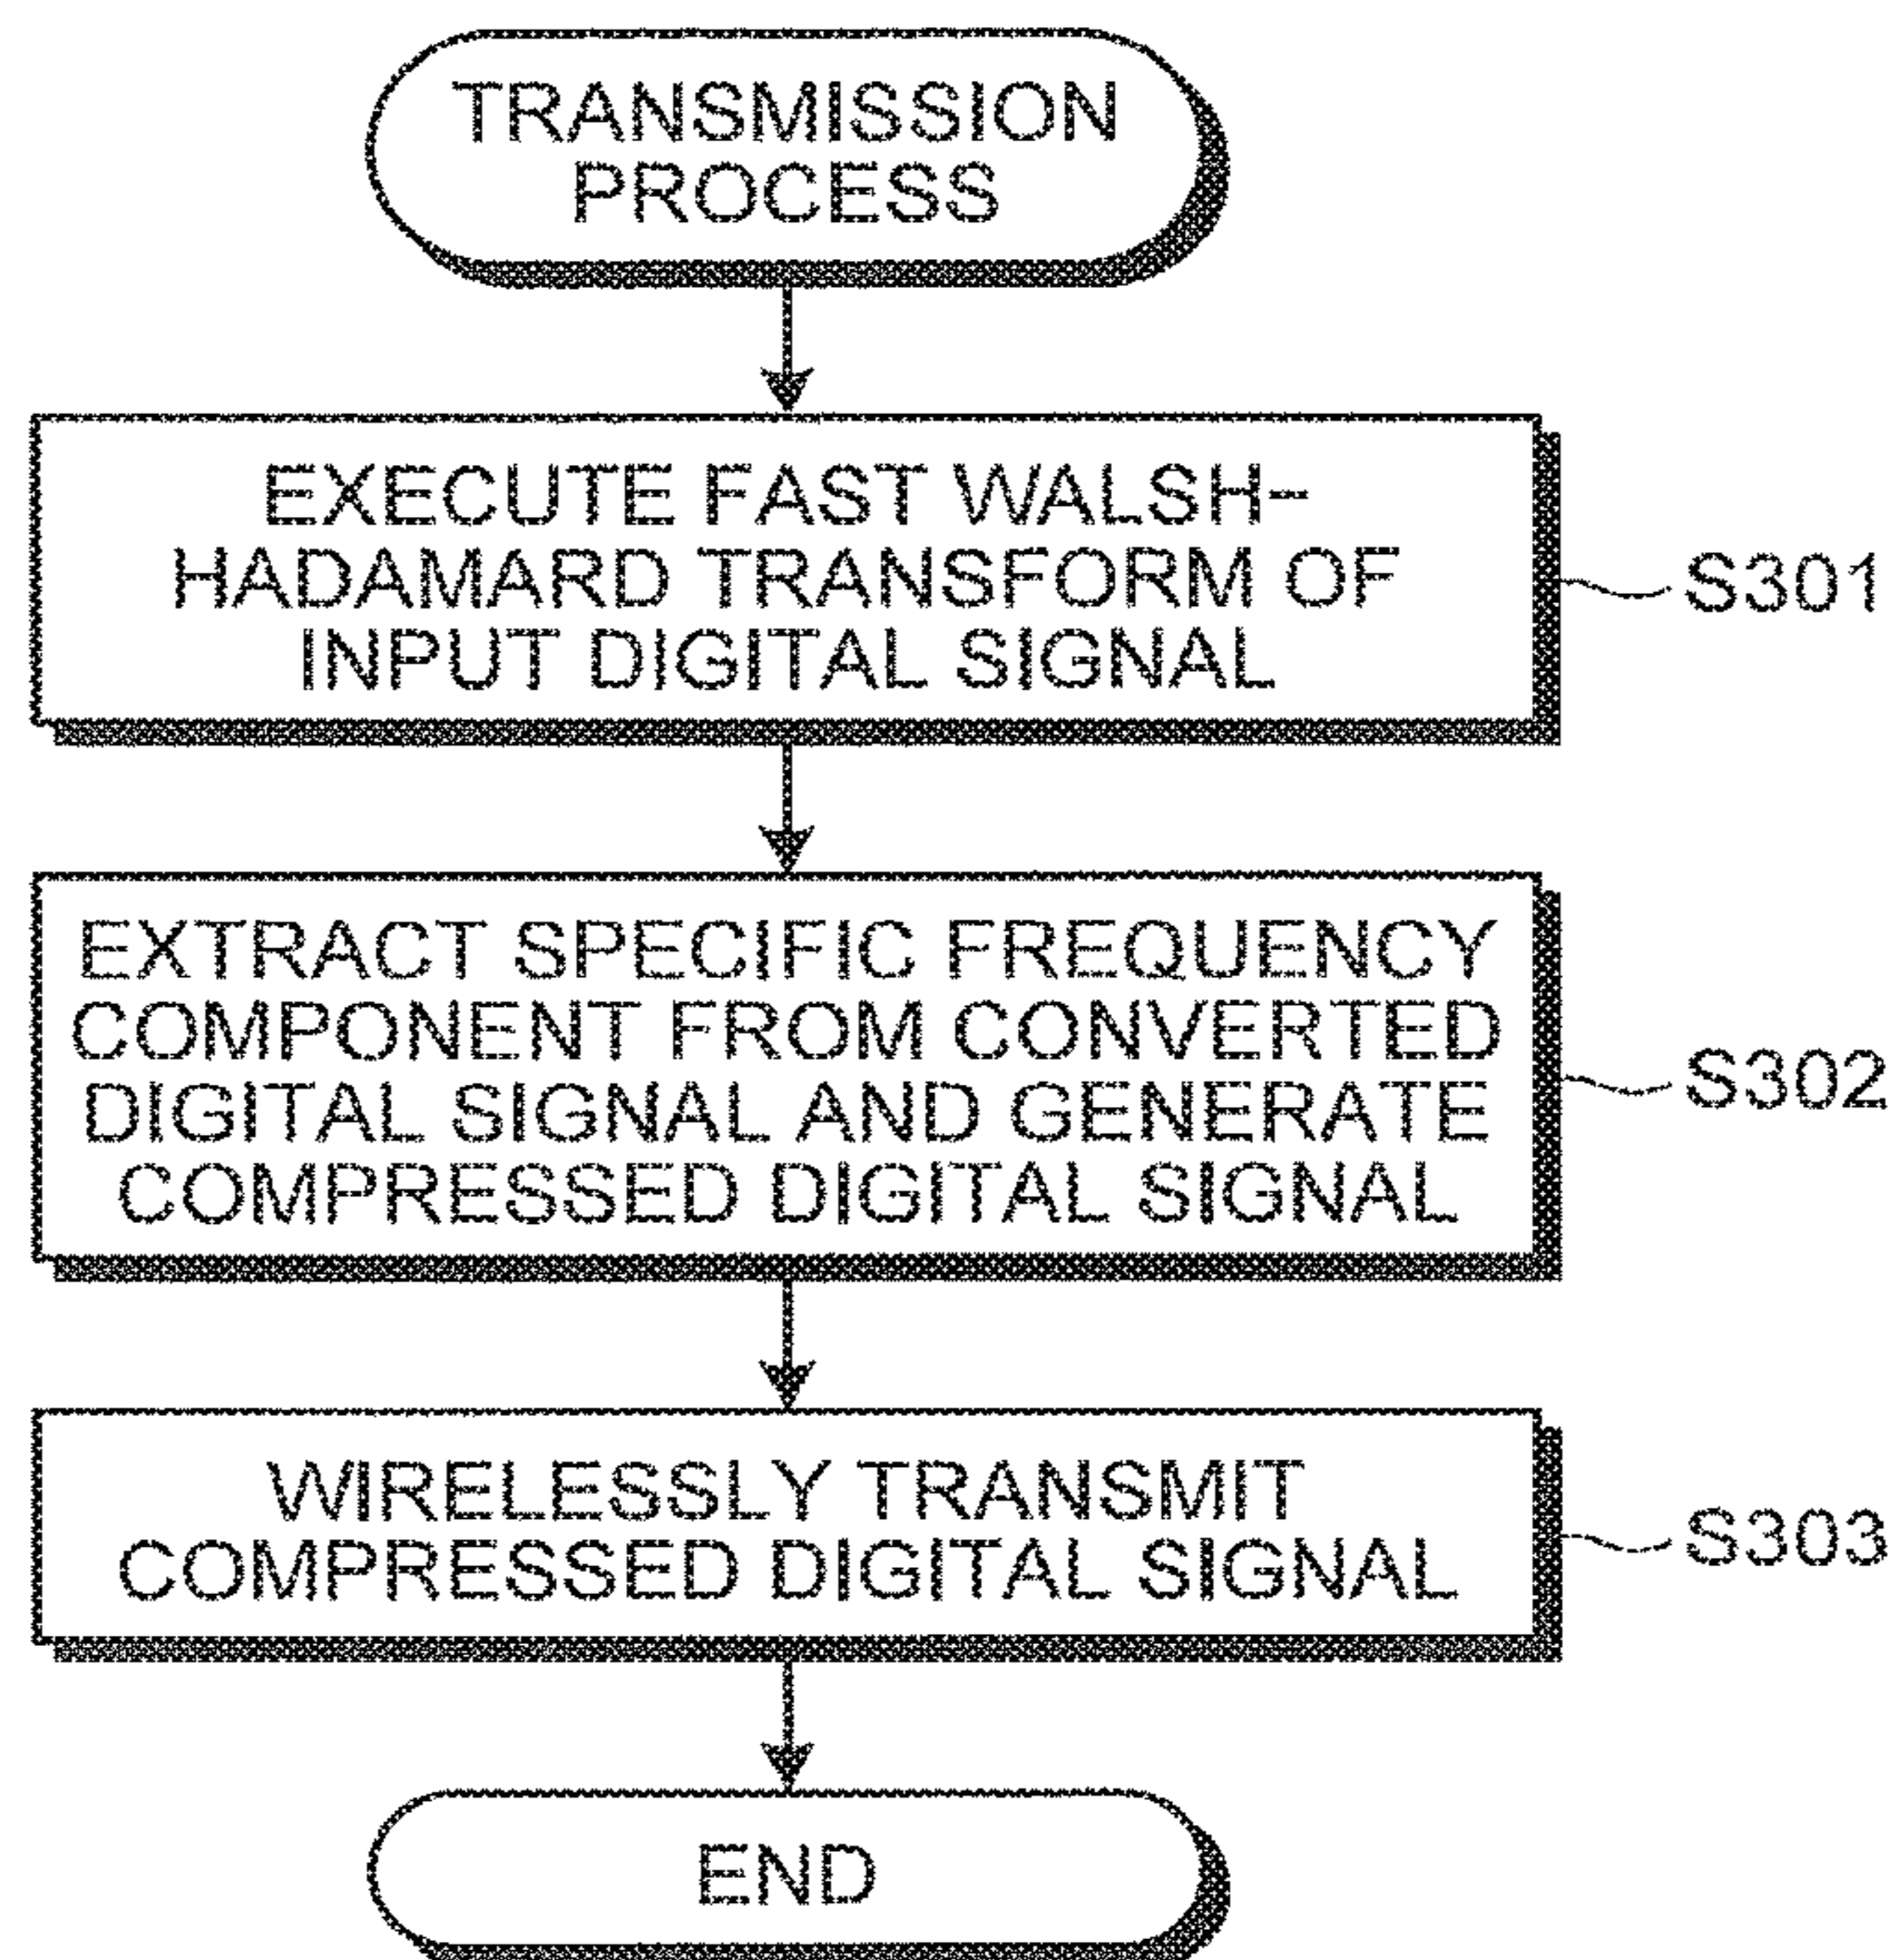 TRANSMISSION
PROCESS
EXECUTE FAST WALSH-
HADAMARD TRANSFORM OF
INPUT DIGITAL SIGNAL
S301
EXTRACT SPECIFIC FREQUENCY
COMPONENT FROM CONVERTED
DIGITAL SIGNAL AND GENERATE
COMPRESSED DIGITAL SIGNAL
S302
WIRELESSLY TRANSMIT
COMPRESSED DIGITAL SIGNAL
S303
END